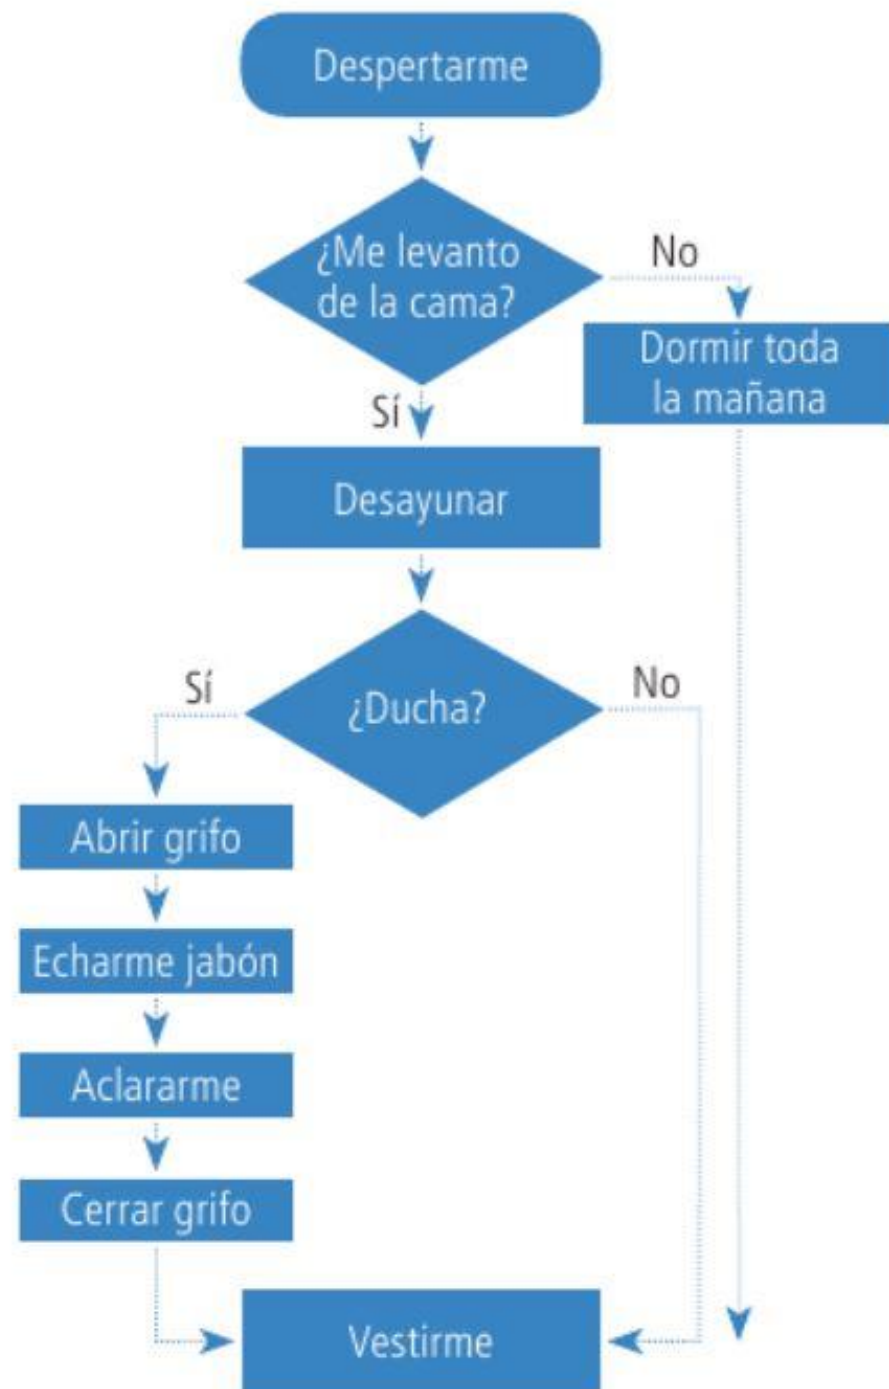 Despertarme
¿Me levanto
de la cama?
No
Dormir toda
la mañana
Sí
Desayunar
¿Ducha?
Sí
No
Abrir grifo
Echarme jabón
Aclararme
Cerrar grifo
Vestirme